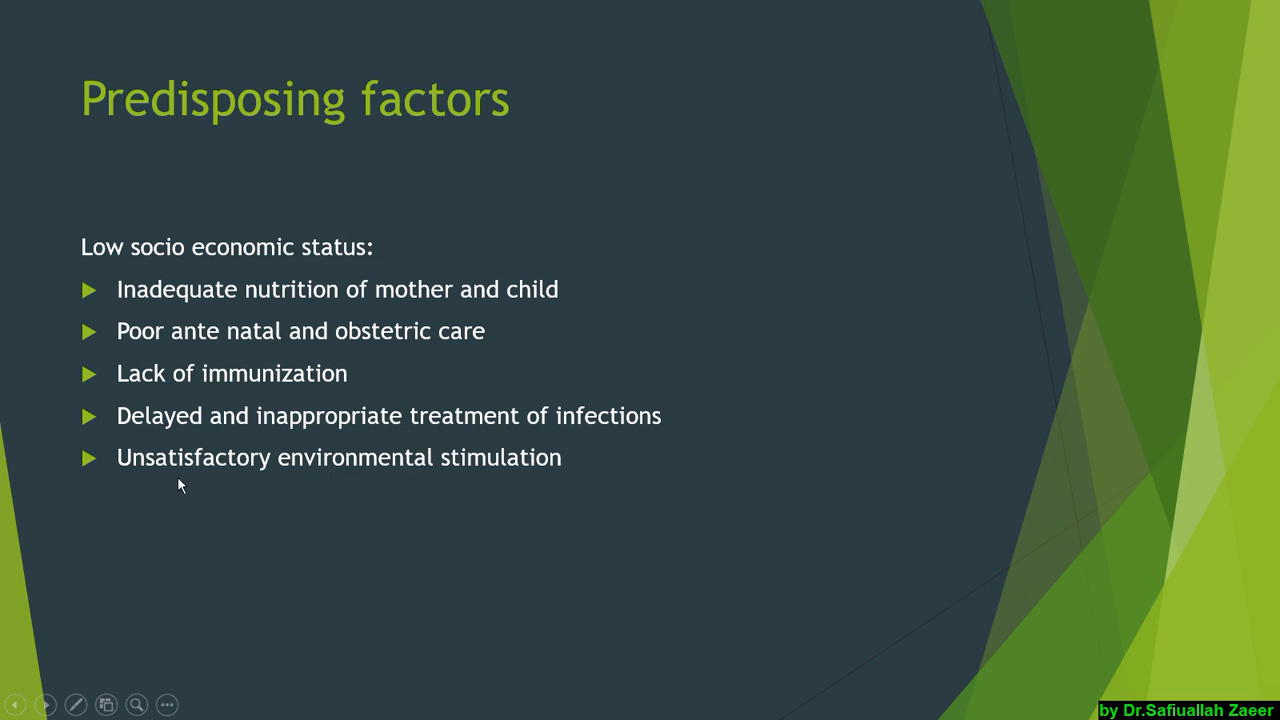 Predisposing factors
Low socio economic status:
Inadequate nutrition of mother and child
Poor ante natal and obstetric care
Lack of immunization
Delayed and inappropriate treatment of infections
Unsatisfactory environmental stimulation
by Dr.Safiuallah Zaeer